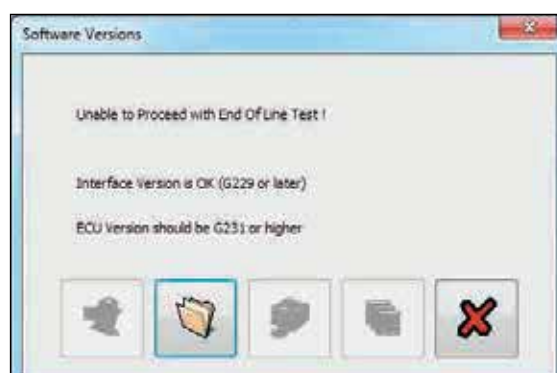 Software Versions
Unable to Proceed with End Of Line Test !
Interface Version is OK (G229 or later)
ECU Version should be G231 or higher